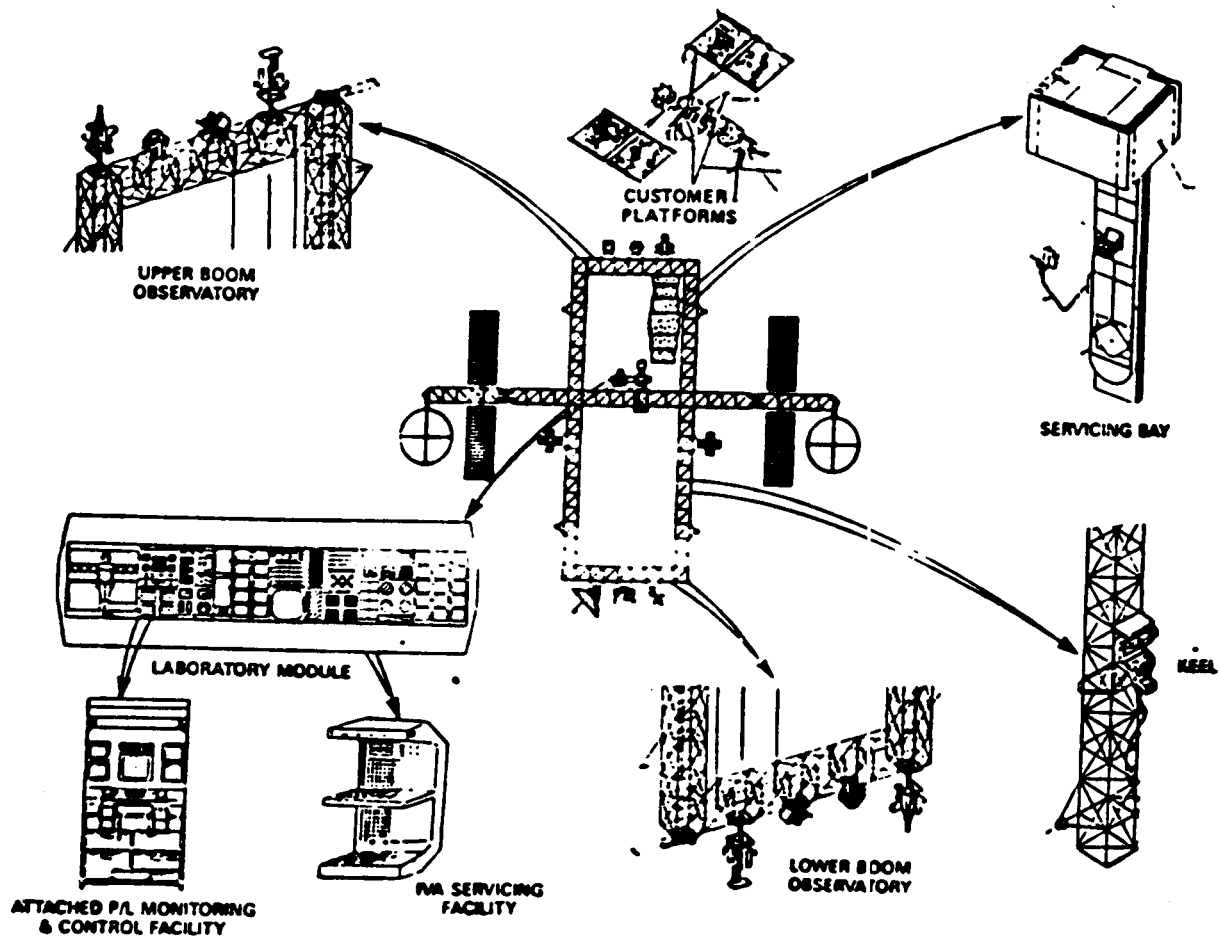 CUSTOMER
PLATFORMS
UPPER BOOM
OBSERVATORY
SERVICING BAY
LABORATORY MODULE
KEEL
LOWER BOOM
OBSERVATORY
IVA SERVICING
FACILITY
ATTACHED P/L MONITORING
& CONTROL FACILITY